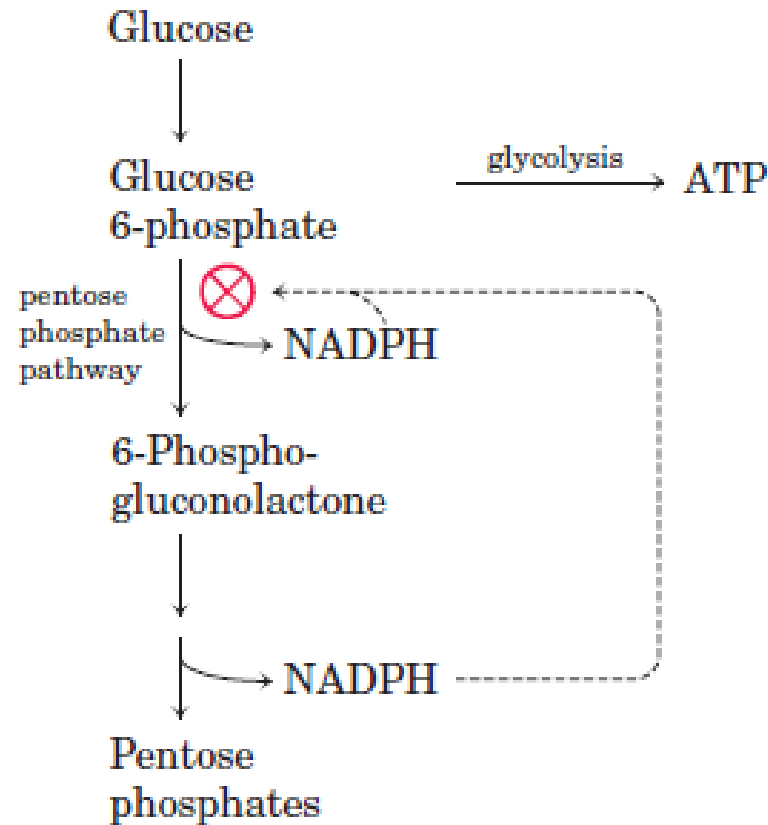 Glucose
Glucose
6-phosphate
glycolysis
ATP
pentose
phosphate
pathway
NADPH
6-Phospho-
gluconolactone
NADPH
Pentose
phosphates